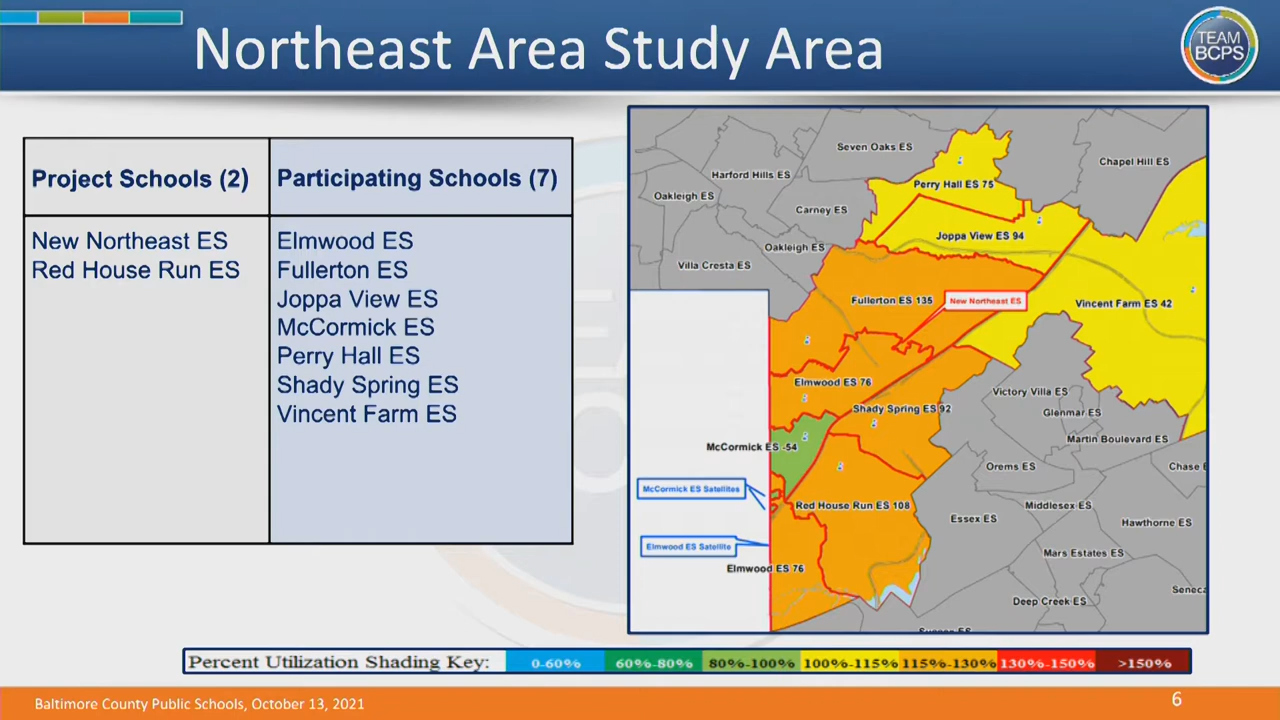 Northeast Area Study Area
TEAM
BCPS
Project Schools (2)
New Northeast ES
Red House Run ES
Participating Schools (7)
Elmwood ES
Fullerton ES
Joppa View ES
McCormick ES
Perry Hall ES
Shady Spring ES
Vincent Farm ES
Seven Oaks ES
Chapel Hill ES
Harford Hills ES
Perry Hall ES 75
Oakleigh ES
Carney ES
Joppa View ES 94
Oakleigh ES
Villa Cresta ES
Fullerton ES 135
New Northeast ES
Vincent Farm ES 42
Elmwood ES 76
Victory Villa ES
Shady Spring ES 92
Glenmar ES
Martin Boulevard ES
McCormick ES -54
Orems ES
Chase E
McCormick ES Satellites
Red House Run ES 108
Middlesex ES
Essex ES
Hawthorne ES
Elmwood ES Satellite
Mars Estates ES
Elmwood ES 76
Seneca
Deep Creek ES
Percent Utilization Shading Key:
0-60%
60%-80%
80%-100%
100%-115%
115%-130%
130%-150%
>150%
Baltimore County Public Schools, October 13, 2021
6